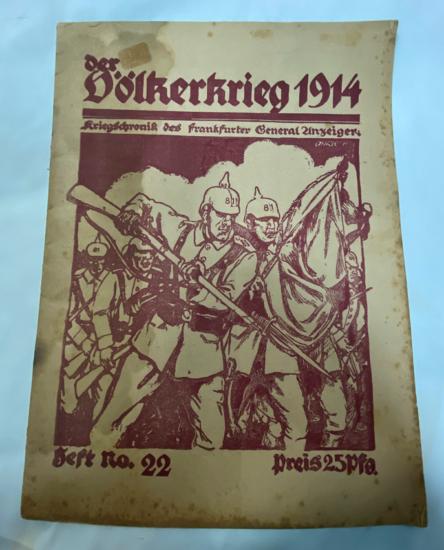 der
Völkerkrieg 1914
Kriegschronik des Frankfurter General Anzeiger.
81
81
Heft No. 22
Preis 25 Pfg.